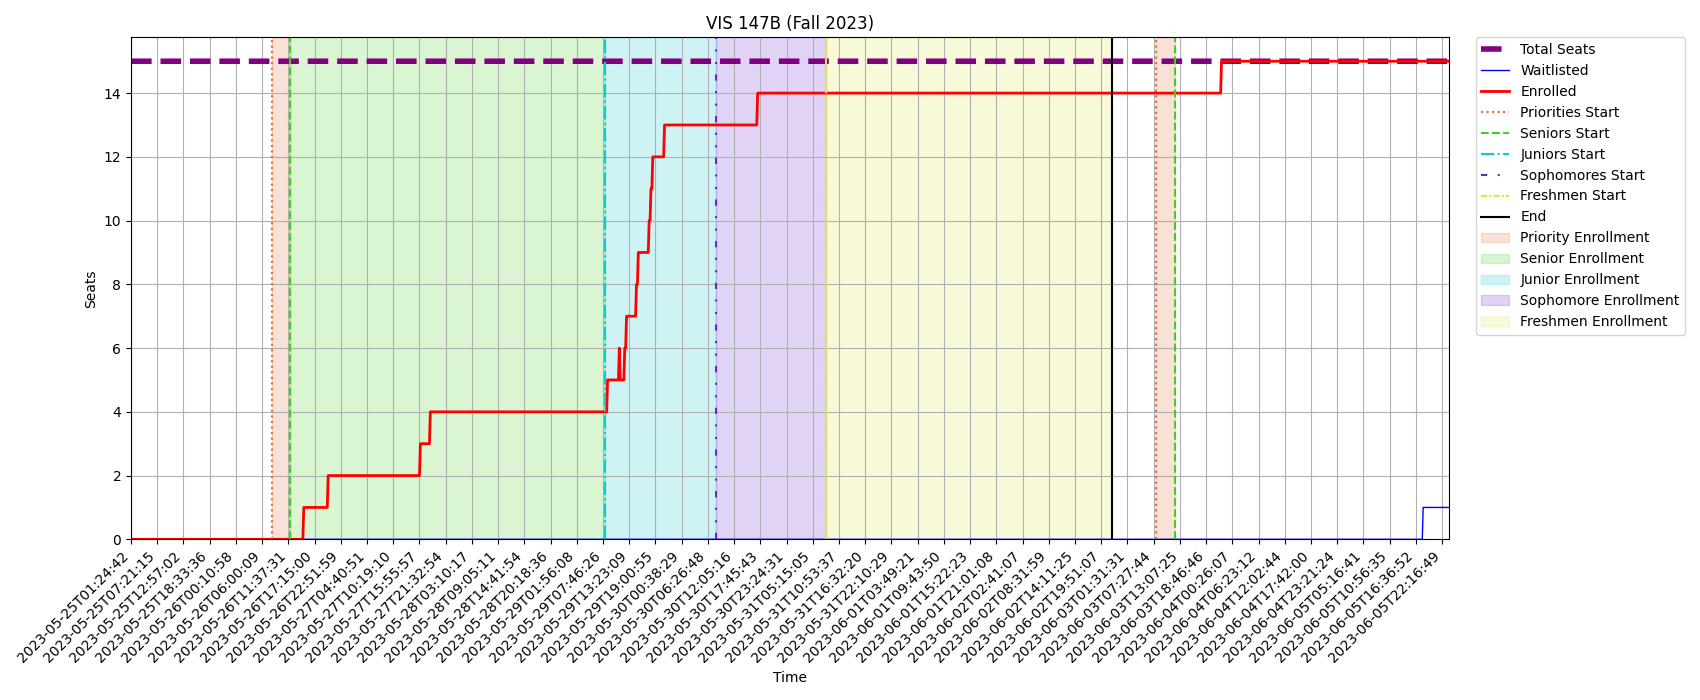 VIS 147B (Fall 2023)
Total Seats
Waitlisted
Enrolled
Priorities Start
Seniors Start
Juniors Start
Sophomores Start
Freshmen Start
End
Priority Enrollment
Senior Enrollment
Junior Enrollment
Sophomore Enrollment
Freshmen Enrollment
Seats
14
12
10
8
6
4
2
0
2023-05-25T01:24:42
2023-05-25T07:21:15
2023-05-25T12:57:02
2023-05-25T18:33:36
2023-05-26T00:10:58
2023-05-26T06:00:09
2023-05-26T11:37:31
2023-05-26T17:15:00
2023-05-26T22:51:59
2023-05-27T04:40:51
2023-05-27T10:19:10
2023-05-27T15:55:57
2023-05-27T21:32:54
2023-05-28T03:10:17
2023-05-28T09:05:11
2023-05-28T14:41:54
2023-05-28T20:18:36
2023-05-29T01:56:08
2023-05-29T07:46:26
2023-05-29T13:23:09
2023-05-29T19:00:55
2023-05-30T00:38:29
2023-05-30T06:26:48
2023-05-30T12:05:16
2023-05-30T17:45:43
2023-05-30T23:24:31
2023-05-31T05:15:05
2023-05-31T10:53:37
2023-05-31T16:32:20
2023-05-31T22:10:29
2023-06-01T03:49:21
2023-06-01T09:43:50
2023-06-01T15:22:23
2023-06-01T21:01:08
2023-06-02T02:41:07
2023-06-02T08:31:59
2023-06-02T14:11:25
2023-06-02T19:51:07
2023-06-03T01:31:31
2023-06-03T07:27:44
2023-06-03T13:07:25
2023-06-03T18:46:46
2023-06-04T00:26:07
2023-06-04T06:23:12
2023-06-04T12:02:44
2023-06-04T17:42:00
2023-06-04T23:21:24
2023-06-05T05:16:41
2023-06-05T10:56:35
2023-06-05T16:36:52
2023-06-05T22:16:49
Time